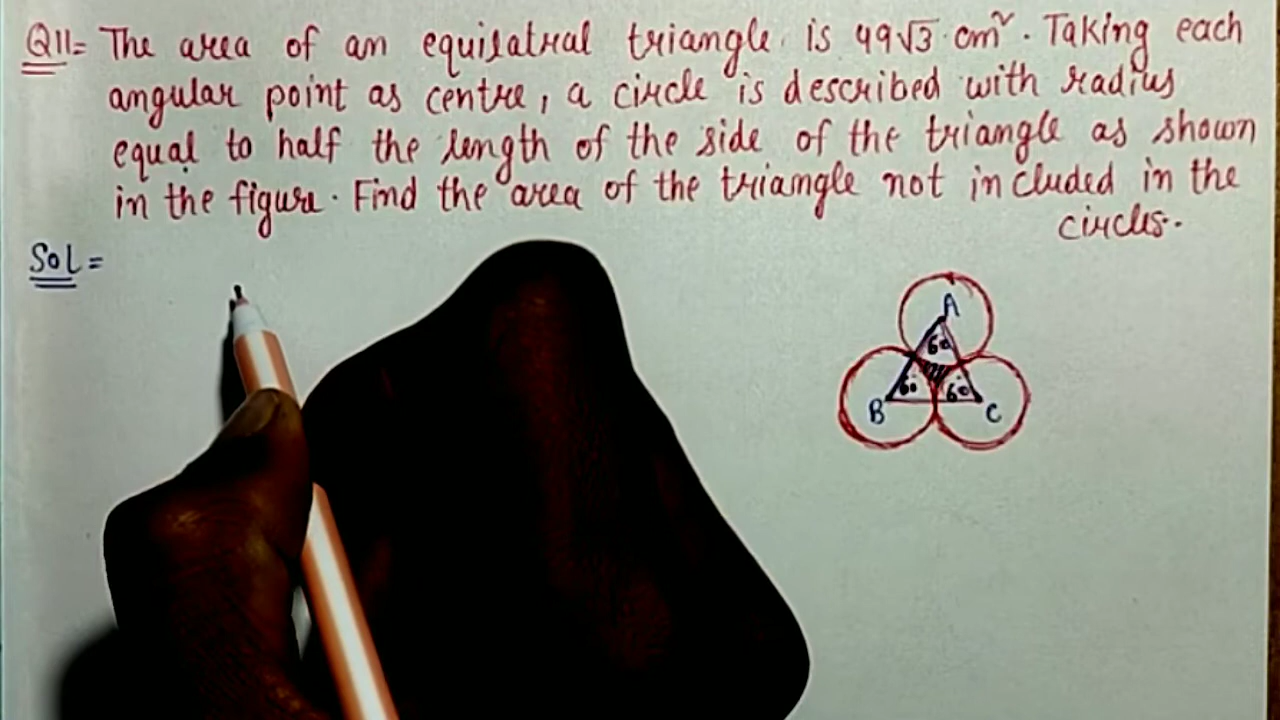 Q11= The area of an equilatral triangle is 49√3 cm². Taking each
angular point as centre, a circle is described with radius
equal to half the length of the side of the triangle as shown
in the figure. Find the area of the triangle not included in the
circles.
Sol=
A
60
60 60
B C